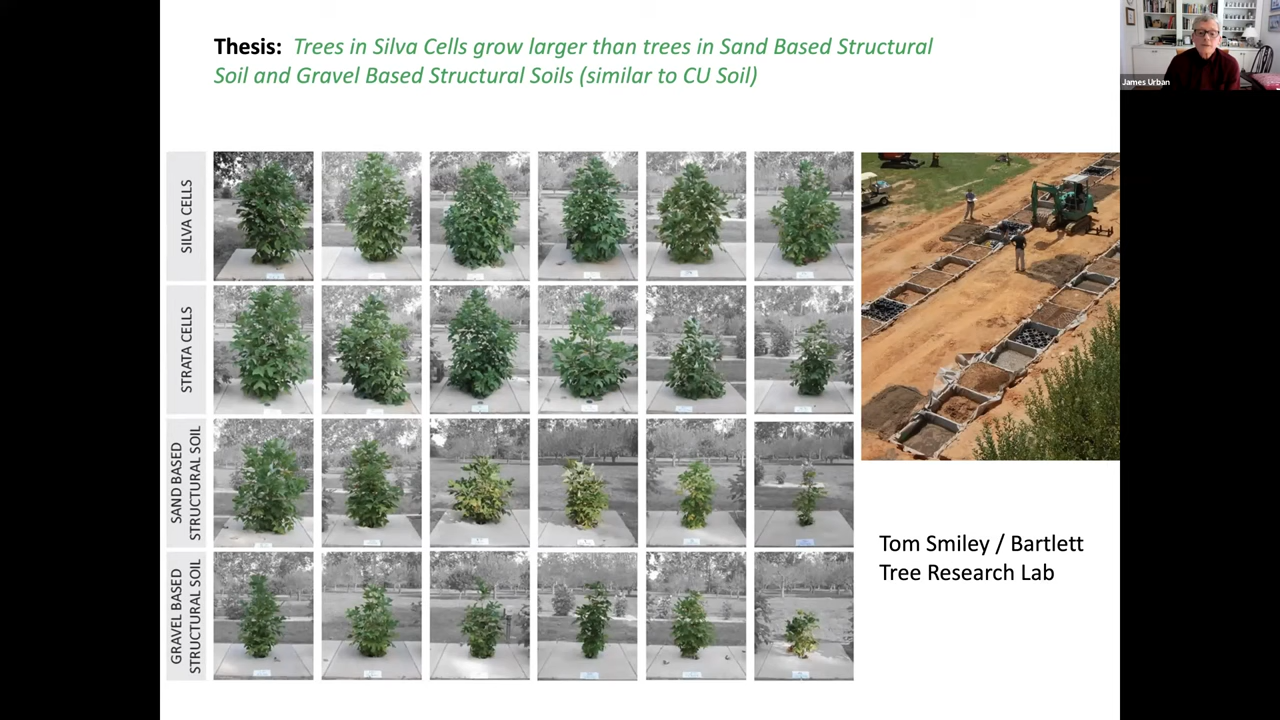 Thesis: Trees in Silva Cells grow larger than trees in Sand Based Structural
Soil and Gravel Based Structural Soils (similar to CU Soil)
James Urban
SILVA CELLS
STRATA CELLS
SAND BASED
STRUCTURAL SOIL
GRAVEL BASED
STRUCTURAL SOIL
Tom Smiley / Bartlett
Tree Research Lab